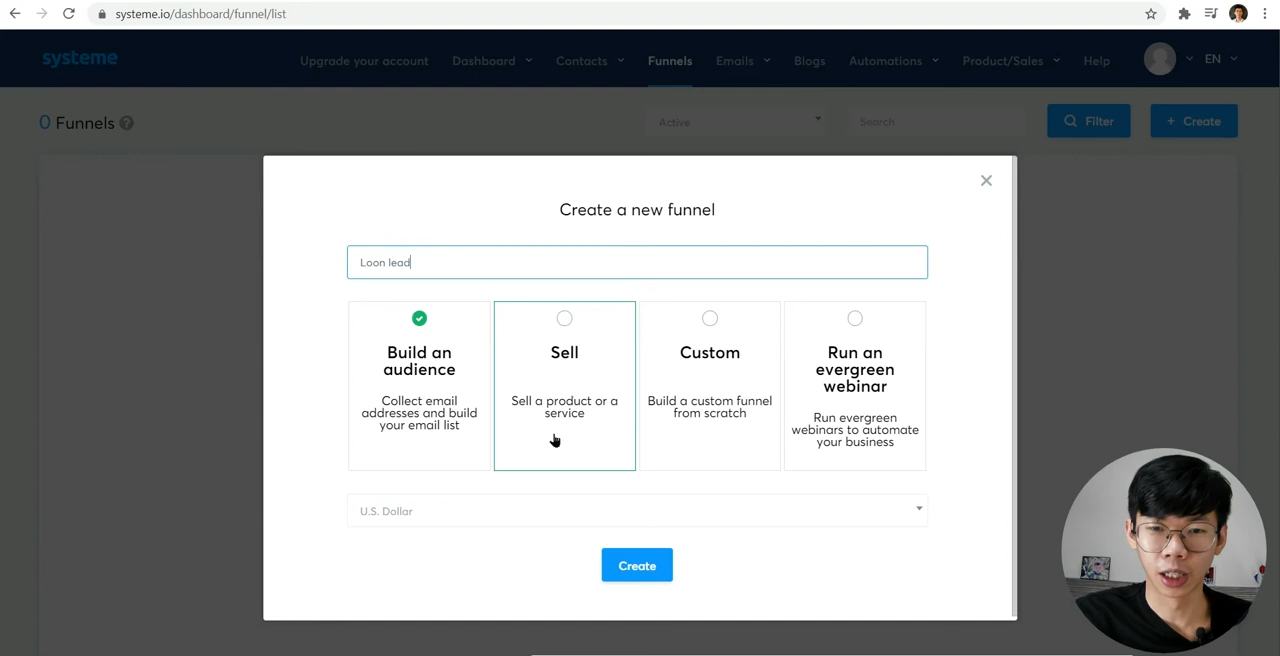 systeme.io/dashboard/funnel/list
systeme
Upgrade your account Dashboard Contacts Funnels Emails Blogs Automations Product/Sales Help EN
0 Funnels ?
Active
Search
Filter
+ Create
Create a new funnel
Loon lead
Build an
audience
Collect email
addresses and build
your email list
Sell
Sell a product or a
service
Custom
Build a custom funnel
from scratch
Run an
evergreen
webinar
Run evergreen
webinars to automate
your business
U.S. Dollar
Create